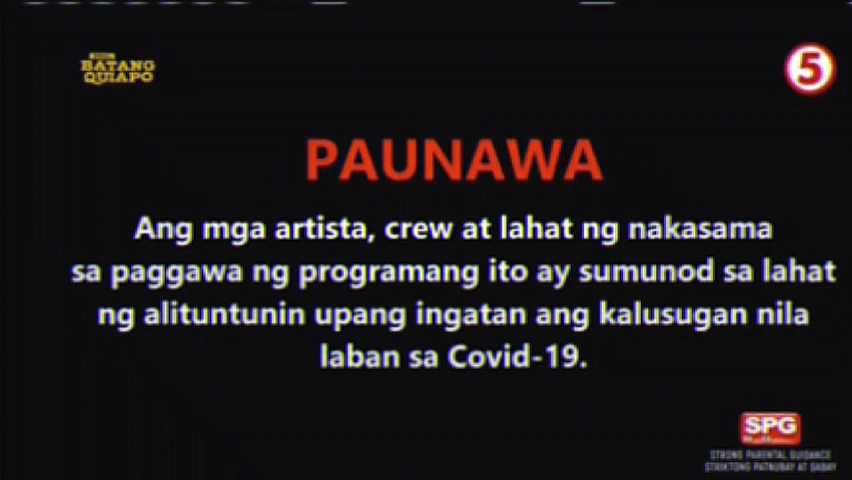 BATANG
QUIAPO
5
PAUNAWA
Ang mga artista, crew at lahat ng nakasama
sa paggawa ng programang ito ay sumunod sa lahat
ng alituntunin upang ingatan ang kalusugan nila
laban sa Covid-19.
SPG
STRONG PARENTAL GUIDANCE
STRIKTONG PATNUBAY AT GABAY